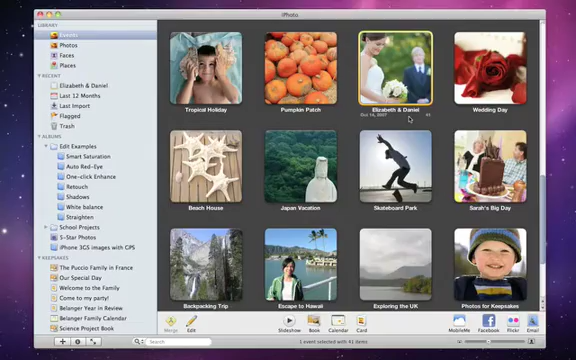 iPhoto
LIBRARY
Events
Photos
Faces
Places
RECENT
Elizabeth & Daniel
Last 12 Months
Last Import
Flagged
Trash
ALBUMS
Edit Examples
Smart Saturation
Auto Red-Eye
One-click Enhance
Retouch
Shadows
White balance
Straighten
School Projects
5-Star Photos
iPhone 3GS images with GPS
KEEPSAKES
The Puccio Family in France
Our Special Day
Welcome to the Family
Come to my party!
Belanger Year in Review
Belanger Family Calendar
Science Project Book
Tropical Holiday
Pumpkin Patch
Elizabeth & Daniel
Oct 14, 2007
41
Wedding Day
Beach House
Japan Vacation
Skateboard Park
Sarah's Big Day
Backpacking Trip
Escape to Hawaii
Exploring the UK
Photos for Keepsakes
Search
Merge
Edit
Slideshow
Book
Calendar
Card
MobileMe
Facebook
Flickr
Email
1 event selected with 41 items